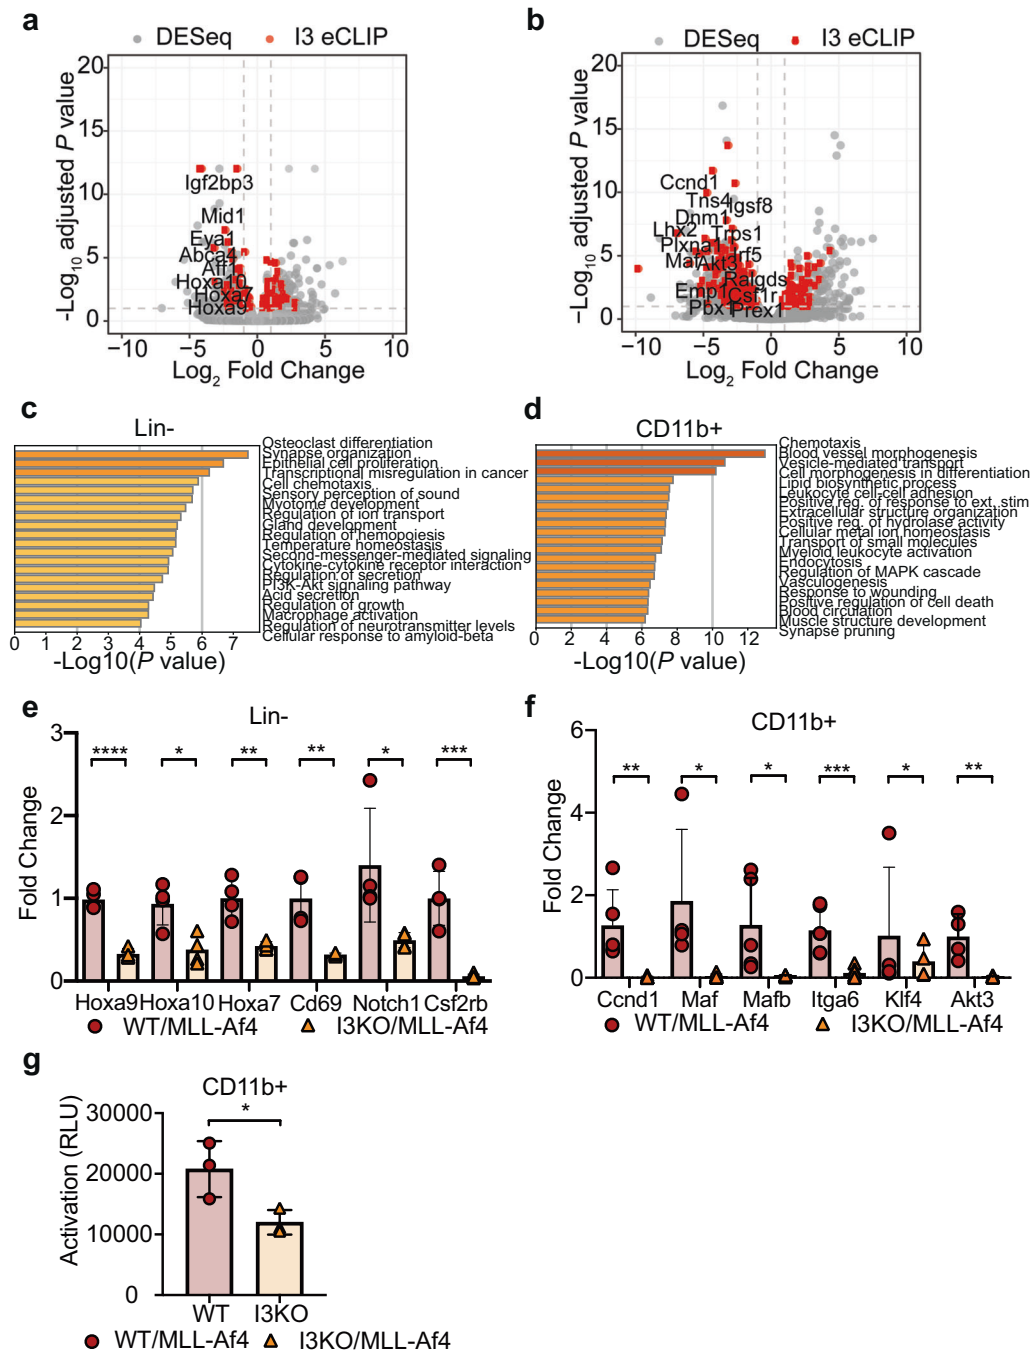 a
DESeq I3 eCLIP
20
15
10
5
0
-Log10 adjusted P value
Igf2bp3
Mid1
Eya1
Abca4
Aff1
Hoxa10
Hoxa7
Hoxa9
−10 −5 0 5 10
Log2 Fold Change
b
DESeq I3 eCLIP
20
15
10
5
0
−Log10 adjusted P value
Ccnd1
Tns4
Igsf8
Dnm1
Lhx2
Trps1
Plxna1
Irf5
Maf
Akt3
Ralgds
Emp1
Csf1r
Pbx1
Prex1
−10 −5 0 5 10
Log2 Fold Change
c
Lin-
Osteoclast differentiation
Synapse organization
Epithelial cell proliferation
Transcriptional misregulation in cancer
Cell chemotaxis
Sensory perception of sound
Myotome development
Regulation of ion transport
Gland development
Regulation of hemopoiesis
Temperature homeostasis
Second-messenger-mediated signaling
Cytokine-cytokine receptor interaction
Regulation of secretion
PI3K-Akt signaling pathway
Acid secretion
Regulation of growth
Macrophage activation
Regulation of neurotransmitter levels
Cellular response to amyloid-beta
0 1 2 3 4 5 6 7
-Log10(P value)
d
CD11b+
Chemotaxis
Blood vessel morphogenesis
Vesicle-mediated transport
Cell morphogenesis in differentiation
Lipid biosynthetic process
Leukocyte cell-cell adhesion
Positive reg. of response to ext. stim
Extracellular structure organization
Positive reg. of hydrolase activity
Cellular metal ion homeostasis
Transport of small molecules
Myeloid leukocyte activation
Endocytosis
Regulation of MAPK cascade
Vasculogenesis
Response to wounding
Positive regulation of cell death
Blood circulation
Muscle structure development
Synapse pruning
0 2 4 6 8 10 12
-Log10(P value)
e
Lin-
3
2
1
0
Fold Change
**** * ** ** * ***
Hoxa9 Hoxa10 Hoxa7 Cd69 Notch1 Csf2rb
WT/MLL-Af4 I3KO/MLL-Af4
f
CD11b+
6
4
2
0
Fold Change
** * * *** * **
Ccnd1 Maf Mafb Itga6 Klf4 Akt3
WT/MLL-Af4 I3KO/MLL-Af4
g
CD11b+
*
30000
20000
10000
0
Activation (RLU)
WT I3KO
WT/MLL-Af4 I3KO/MLL-Af4